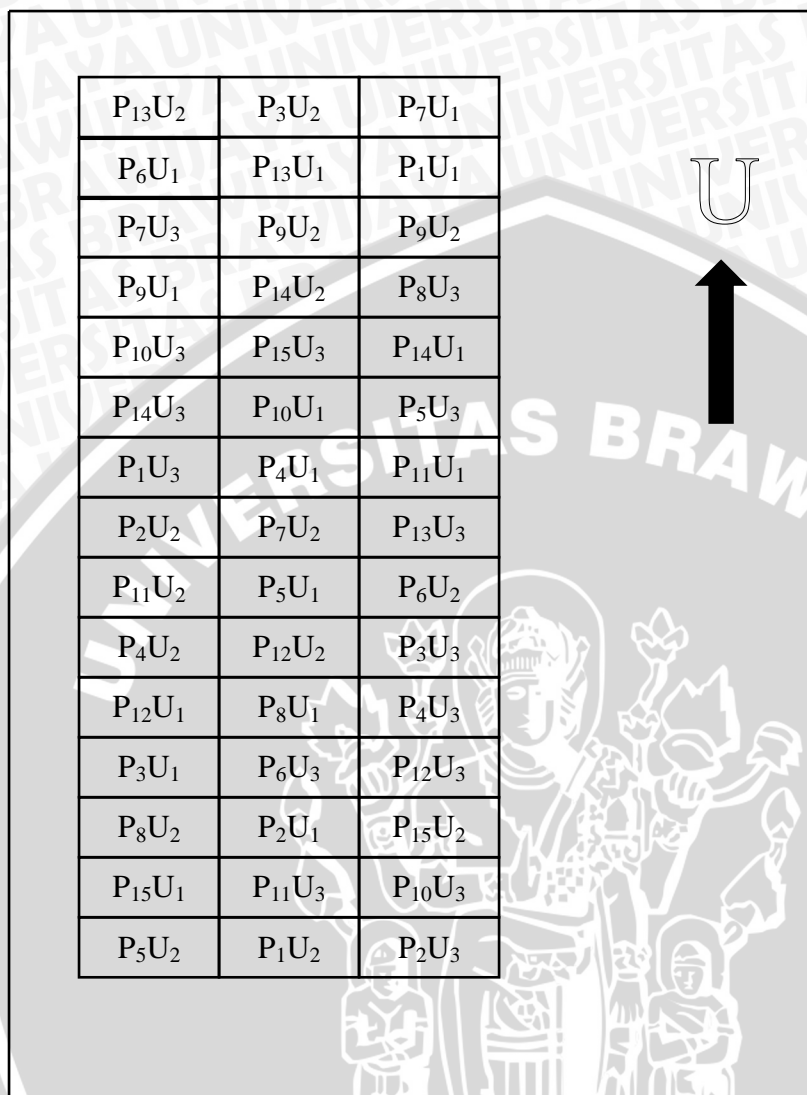 P₁₃U₂ P₃U₂ P₇U₁
P₆U₁ P₁₃U₁ P₁U₁
P₇U₃ P₉U₂ P₉U₂
P₉U₁ P₁₄U₂ P₈U₃
P₁₀U₃ P₁₅U₃ P₁₄U₁
P₁₄U₃ P₁₀U₁ P₅U₃
P₁U₃ P₄U₁ P₁₁U₁
P₂U₂ P₇U₂ P₁₃U₃
P₁₁U₂ P₅U₁ P₆U₂
P₄U₂ P₁₂U₂ P₃U₃
P₁₂U₁ P₈U₁ P₄U₃
P₃U₁ P₆U₃ P₁₂U₃
P₈U₂ P₂U₁ P₁₅U₂
P₁₅U₁ P₁₁U₃ P₁₀U₃
P₅U₂ P₁U₂ P₂U₃
U
UNIVERSITAS BRAW